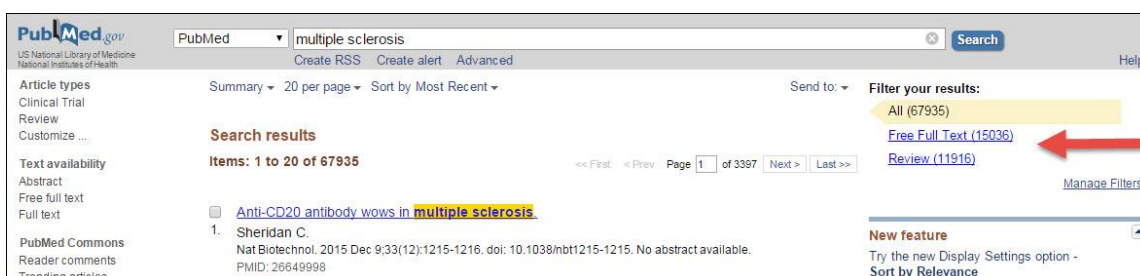 PubMed.gov
US National Library of Medicine
National Institutes of Health
PubMed
multiple sclerosis
Search
Create RSS Create alert Advanced
Help
Article types
Clinical Trial
Review
Customize ...
Text availability
Abstract
Free full text
Full text
PubMed Commons
Reader comments
Trending articles
Summary 20 per page Sort by Most Recent
Send to:
Search results
Items: 1 to 20 of 67935
<< First < Prev Page 1 of 3397 Next > Last >>
Anti-CD20 antibody wows in multiple sclerosis.
1. Sheridan C.
Nat Biotechnol. 2015 Dec 9;33(12):1215-1216. doi: 10.1038/nbt1215-1215. No abstract available.
PMID: 26649998
Filter your results:
All (67935)
Free Full Text (15036)
Review (11916)
Manage Filters
New feature
Try the new Display Settings option -
Sort by Relevance